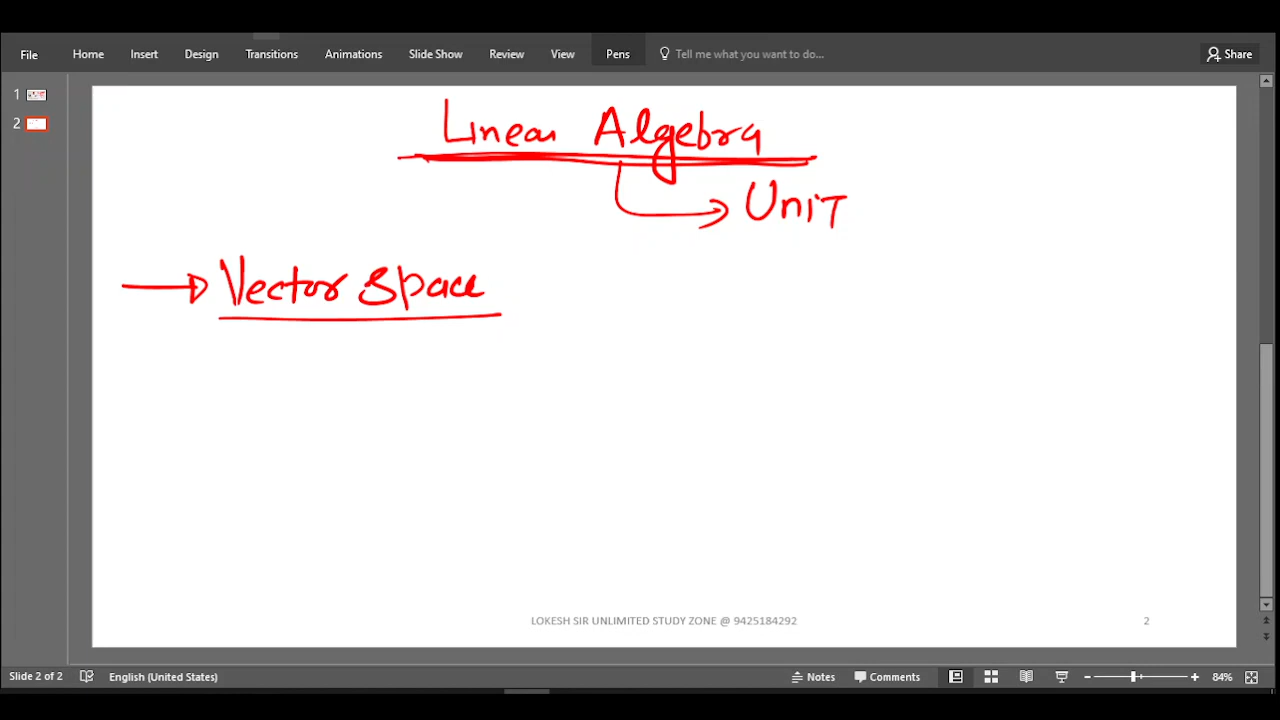 File Home Insert Design Transitions Animations Slide Show Review View Pens Tell me what you want to do... Share
1
2
Linear Algebra
Unit
Vector Space
LOKESH SIR UNLIMITED STUDY ZONE @ 9425184292 2
Slide 2 of 2 English (United States) Notes Comments 84%